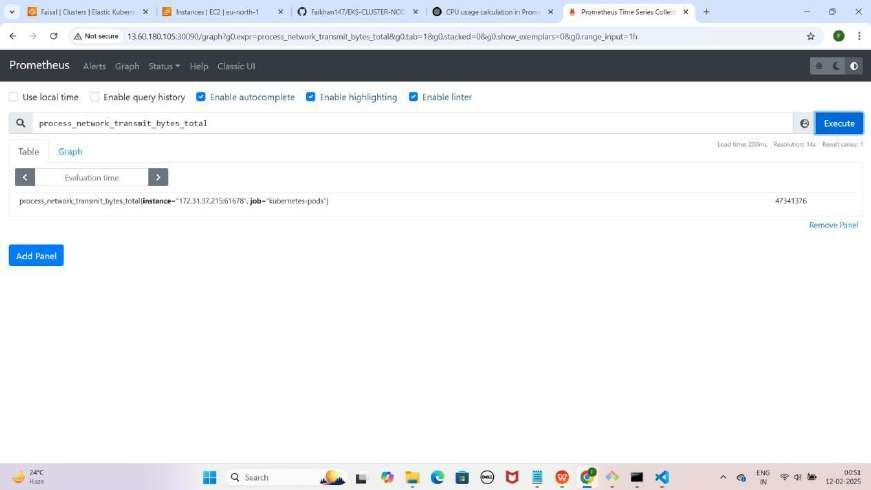 Faisal | Clusters | Elastic Kuberne
Instances | EC2 | eu-north-1
Faikhan147/EKS-CLUSTER-NOD
CPU usage calculation in Prom
Prometheus Time Series Collec
Not secure
13.60.180.105:30090/graph?g0.expr=process_network_transmit_bytes_total&g0.tab=1&g0.stacked=0&g0.show_exemplars=0&g0.range_input=1h
F
Prometheus Alerts Graph Status Help Classic UI
Use local time Enable query history Enable autocomplete Enable highlighting Enable linter
process_network_transmit_bytes_total
Execute
Table Graph
Resolution: 14s Result series: 1
Evaluation time
process_network_transmit_bytes_total{instance="172.31.37.215:61678", job="kubernetes-pods"} 47341376
Remove Panel
Add Panel
24°C
Haze
Search
DELL
ENG
IN
00:51
12-02-2025